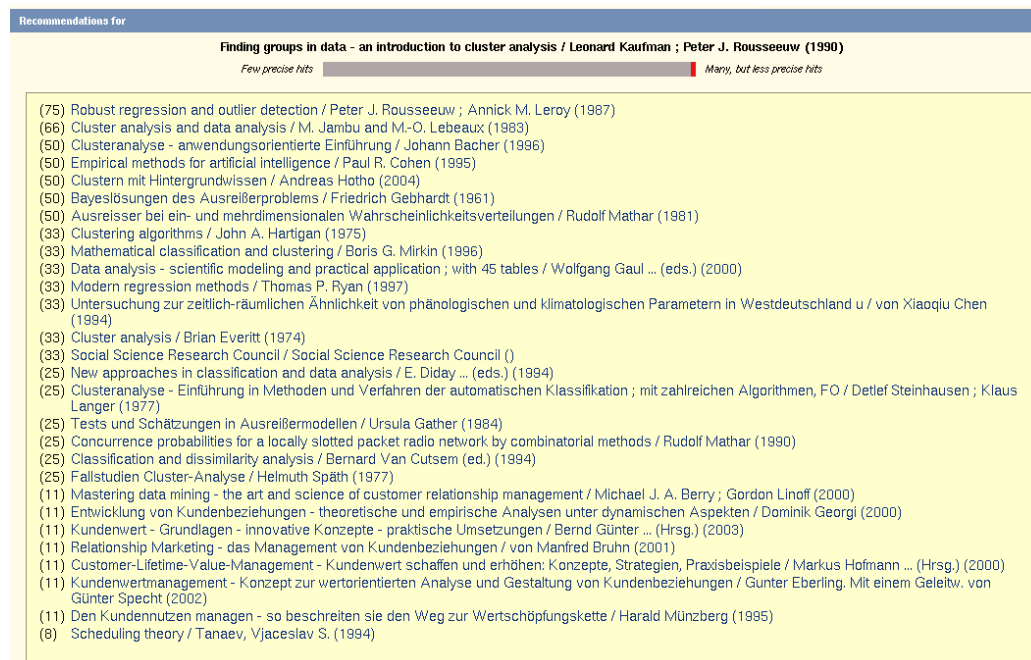 Recommendations for
Finding groups in data - an introduction to cluster analysis / Leonard Kaufman ; Peter J. Rousseeuw (1990)
Few precise hits Many, but less precise hits
(75) Robust regression and outlier detection / Peter J. Rousseeuw ; Annick M. Leroy (1987)
(66) Cluster analysis and data analysis / M. Jambu and M.-O. Lebeaux (1983)
(50) Clusteranalyse - anwendungsorientierte Einführung / Johann Bacher (1996)
(50) Empirical methods for artificial intelligence / Paul R. Cohen (1995)
(50) Clustern mit Hintergrundwissen / Andreas Hotho (2004)
(50) Bayeslösungen des Ausreißerproblems / Friedrich Gebhardt (1961)
(50) Ausreisser bei ein- und mehrdimensionalen Wahrscheinlichkeitsverteilungen / Rudolf Mathar (1981)
(33) Clustering algorithms / John A. Hartigan (1975)
(33) Mathematical classification and clustering / Boris G. Mirkin (1996)
(33) Data analysis - scientific modeling and practical application ; with 45 tables / Wolfgang Gaul ... (eds.) (2000)
(33) Modern regression methods / Thomas P. Ryan (1997)
(33) Untersuchung zur zeitlich-räumlichen Ähnlichkeit von phänologischen und klimatologischen Parametern in Westdeutschland u / von Xiaoqiu Chen
(1994)
(33) Cluster analysis / Brian Everitt (1974)
(33) Social Science Research Council / Social Science Research Council ()
(25) New approaches in classification and data analysis / E. Diday ... (eds.) (1994)
(25) Clusteranalyse - Einführung in Methoden und Verfahren der automatischen Klassifikation ; mit zahlreichen Algorithmen, FO / Detlef Steinhausen ; Klaus
Langer (1977)
(25) Tests und Schätzungen in Ausreißermodellen / Ursula Gather (1984)
(25) Concurrence probabilities for a locally slotted packet radio network by combinatorial methods / Rudolf Mathar (1990)
(25) Classification and dissimilarity analysis / Bernard Van Cutsem (ed.) (1994)
(25) Fallstudien Cluster-Analyse / Helmuth Späth (1977)
(11) Mastering data mining - the art and science of customer relationship management / Michael J. A. Berry ; Gordon Linoff (2000)
(11) Entwicklung von Kundenbeziehungen - theoretische und empirische Analysen unter dynamischen Aspekten / Dominik Georgi (2000)
(11) Kundenwert - Grundlagen - innovative Konzepte - praktische Umsetzungen / Bernd Günter ... (Hrsg.) (2003)
(11) Relationship Marketing - das Management von Kundenbeziehungen / von Manfred Bruhn (2001)
(11) Customer-Lifetime-Value-Management - Kundenwert schaffen und erhöhen: Konzepte, Strategien, Praxisbeispiele / Markus Hofmann ... (Hrsg.) (2000)
(11) Kundenwertmanagement - Konzept zur wertorientierten Analyse und Gestaltung von Kundenbeziehungen / Gunter Eberling. Mit einem Geleitw. von
Günter Specht (2002)
(11) Den Kundennutzen managen - so beschreiten sie den Weg zur Wertschöpfungskette / Harald Münzberg (1995)
(8) Scheduling theory / Tanaev, Vjaceslav S. (1994)